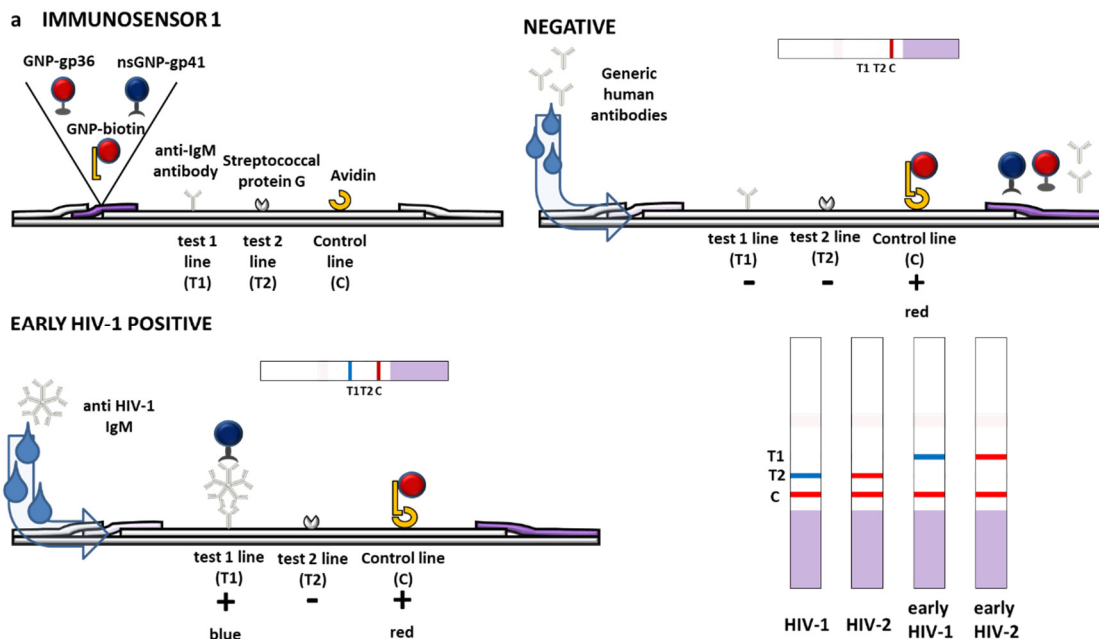 a IMMUNOSENSOR 1
GNP-gp36
nsGNP-gp41
GNP-biotin
anti-IgM
antibody
Streptococcal
protein G
Avidin
test 1
line
(T1)
test 2
line
(T2)
Control
line
(C)
NEGATIVE
T1 T2 C
Generic
human
antibodies
test 1 line
(T1)
-
test 2 line
(T2)
-
Control line
(C)
+
red
EARLY HIV-1 POSITIVE
T1T2 C
anti HIV-1
IgM
test 1 line
(T1)
+
blue
test 2 line
(T2)
-
Control line
(C)
+
red
T1
T2
C
HIV-1
HIV-2
early
HIV-1
early
HIV-2